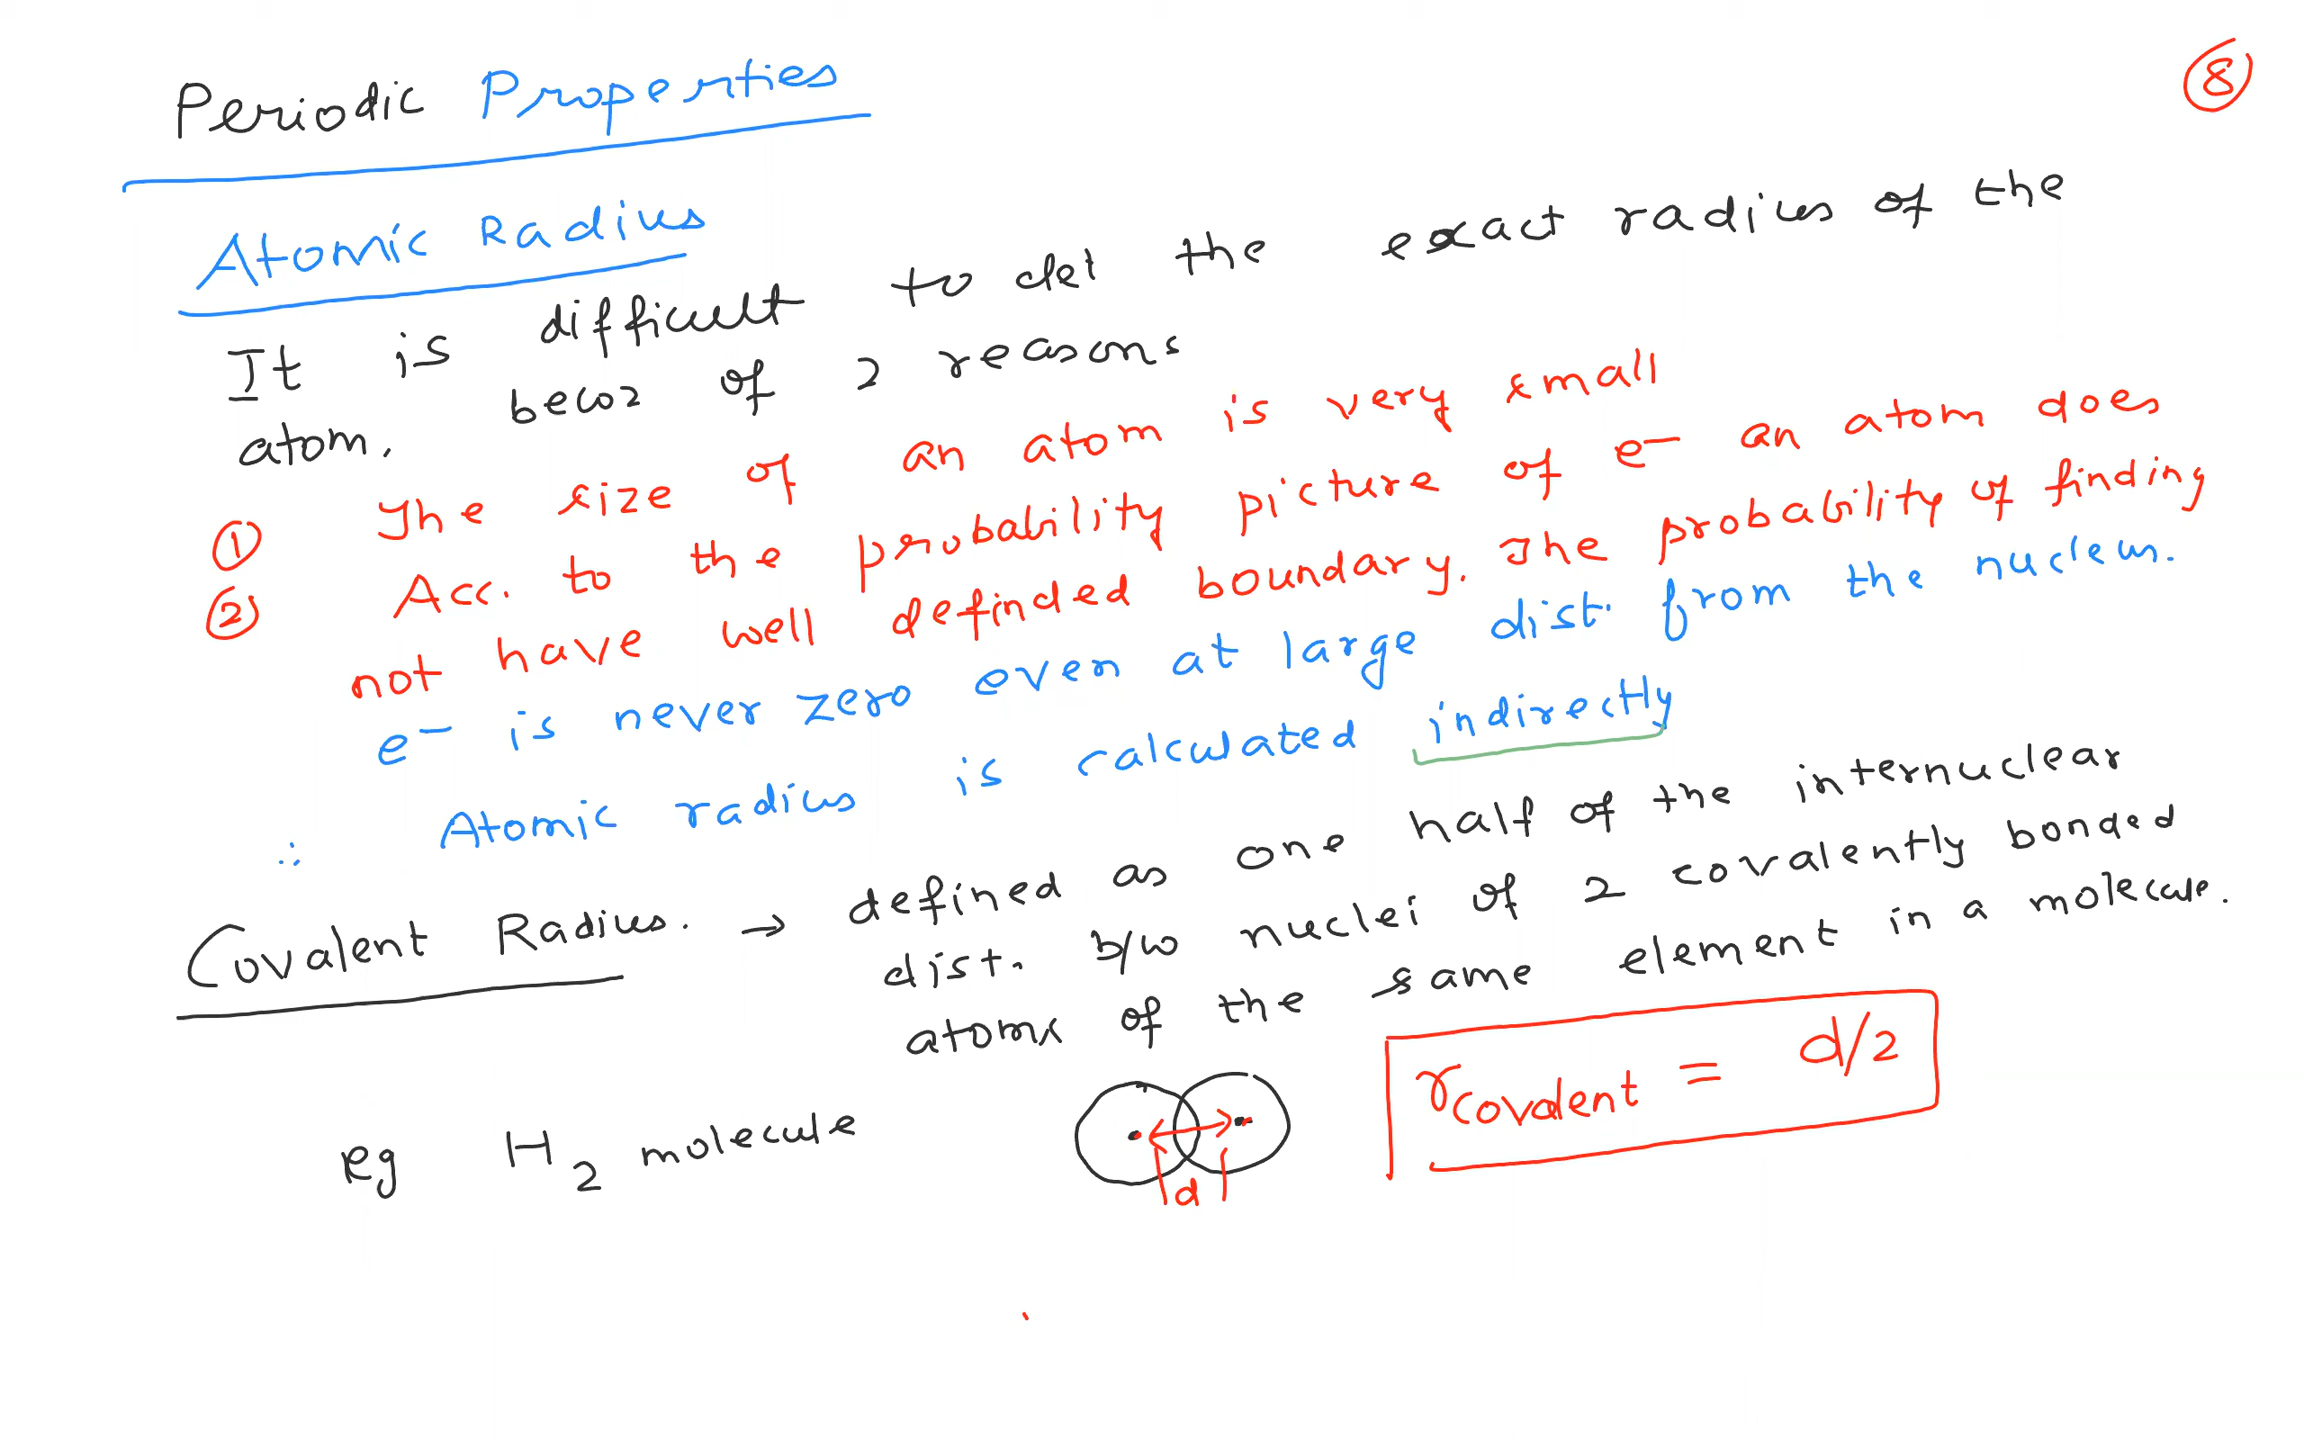 Periodic Properties
8
Atomic Radius
It is difficult to det the exact radius of the
atom. becoz of 2 reasons
① The size of an atom is very small
② Acc. to the probability picture of e⁻ an atom does
not have well definded boundary. The probability of finding
e⁻ is never zero even at large dist. from the nucleus.
∴ Atomic radius is calculated indirectly
Covalent Radius. → defined as one half of the internuclear
dist. b/w nuclei of 2 covalently bonded
atoms of the same element in a molecule.
eg H₂ molecule
d
r covalent = d/2